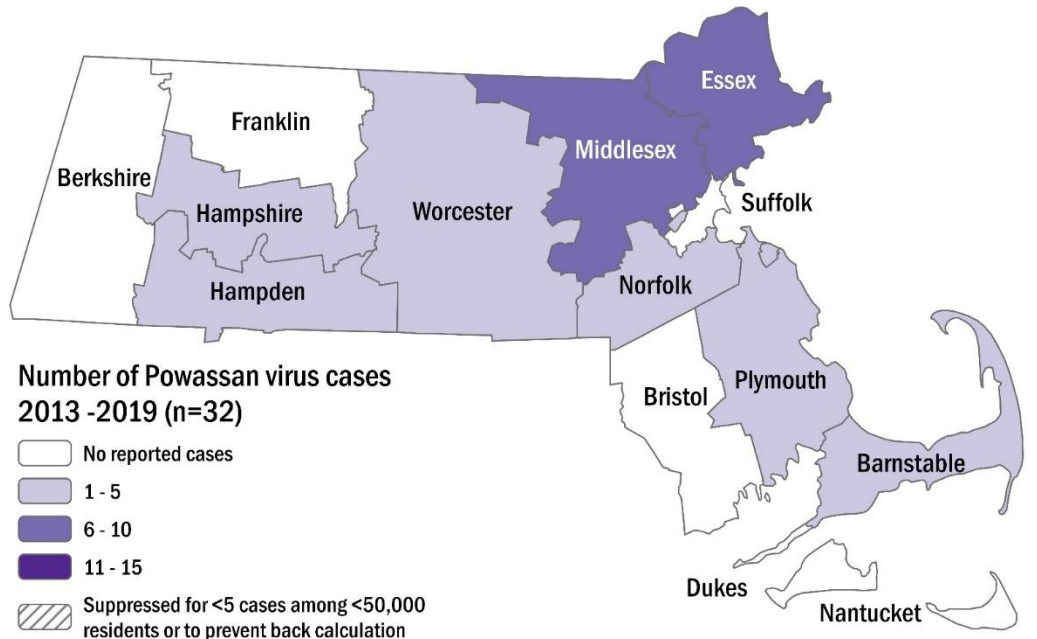 Essex
Franklin
Middlesex
Berkshire
Suffolk
Hampshire
Worcester
Norfolk
Hampden
Number of Powassan virus cases
2013 -2019 (n=32)
Plymouth
Bristol
No reported cases
Barnstable
1 - 5
6 - 10
11 - 15
Dukes
Suppressed for <5 cases among <50,000
residents or to prevent back calculation
Nantucket